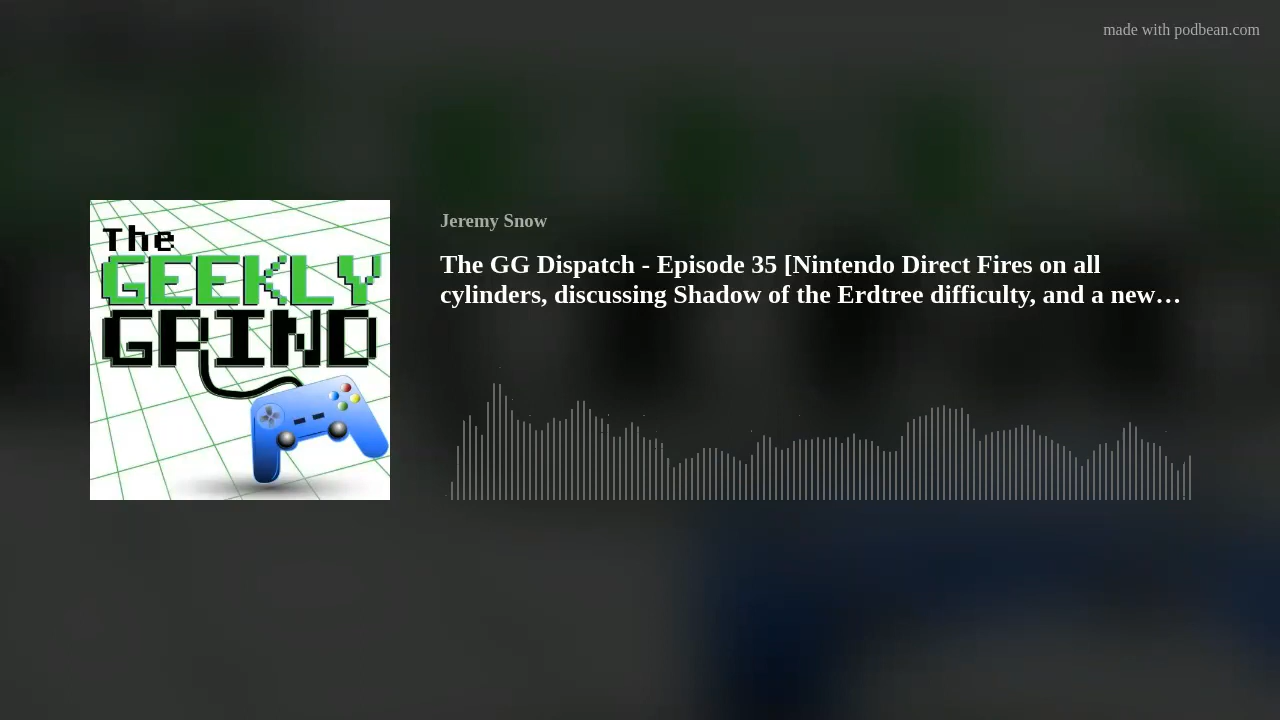 made with podbean.com
The
GEEKLY
GRIND
Jeremy Snow
The GG Dispatch - Episode 35 [Nintendo Direct Fires on all
cylinders, discussing Shadow of the Erdtree difficulty, and a new…